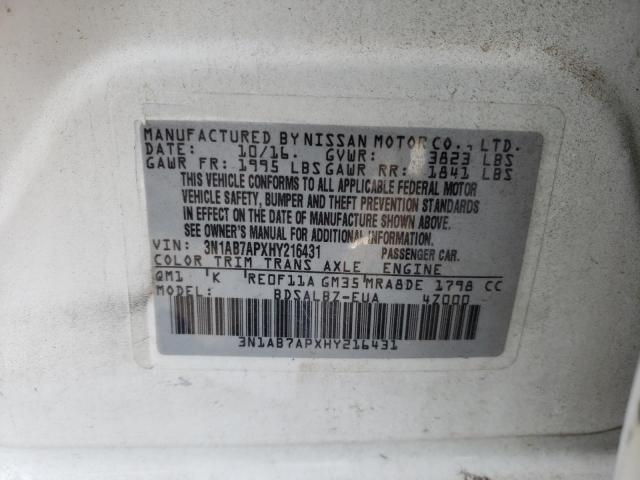 MANUFACTURED BY NISSAN MOTOR CO., LTD.
DATE: 10/16. GVWR: 3823 LBS
GAWR FR: 1995 LBS GAWR RR: 1841 LBS
THIS VEHICLE CONFORMS TO ALL APPLICABLE FEDERAL MOTOR
VEHICLE SAFETY, BUMPER AND THEFT PREVENTION STANDARDS
IN EFFECT ON THE DATE OF MANUFACTURE SHOWN ABOVE.
SEE OWNER'S MANUAL FOR ADDITIONAL INFORMATION.
VIN: 3N1AB7APXHY216431 PASSENGER CAR.
COLOR TRIM TRANS AXLE ENGINE
QM1 K RE0F11A GM35 MRA8DE 1798 CC
MODEL: BDSALBZ-EUA 47000
3N1AB7APXHY216431